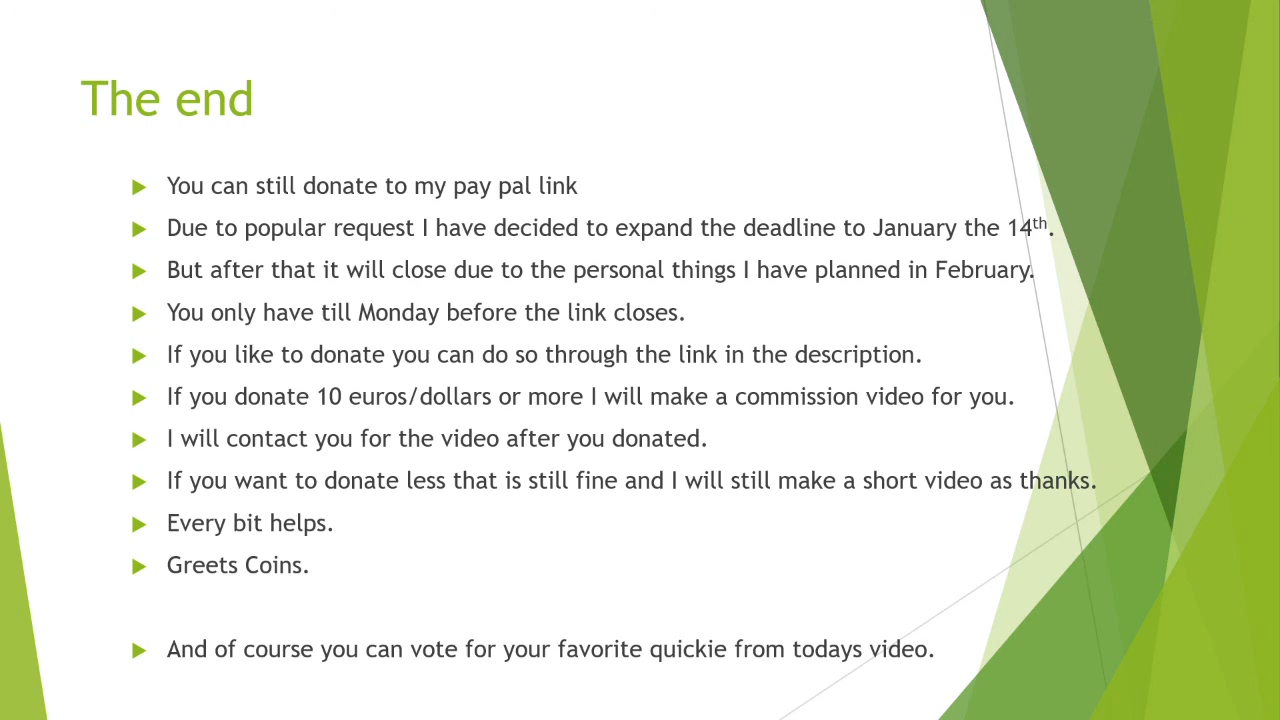 The end
You can still donate to my pay pal link
Due to popular request I have decided to expand the deadline to January the 14th.
But after that it will close due to the personal things I have planned in February.
You only have till Monday before the link closes.
If you like to donate you can do so through the link in the description.
If you donate 10 euros/dollars or more I will make a commission video for you.
I will contact you for the video after you donated.
If you want to donate less that is still fine and I will still make a short video as thanks.
Every bit helps.
Greets Coins.
And of course you can vote for your favorite quickie from todays video.